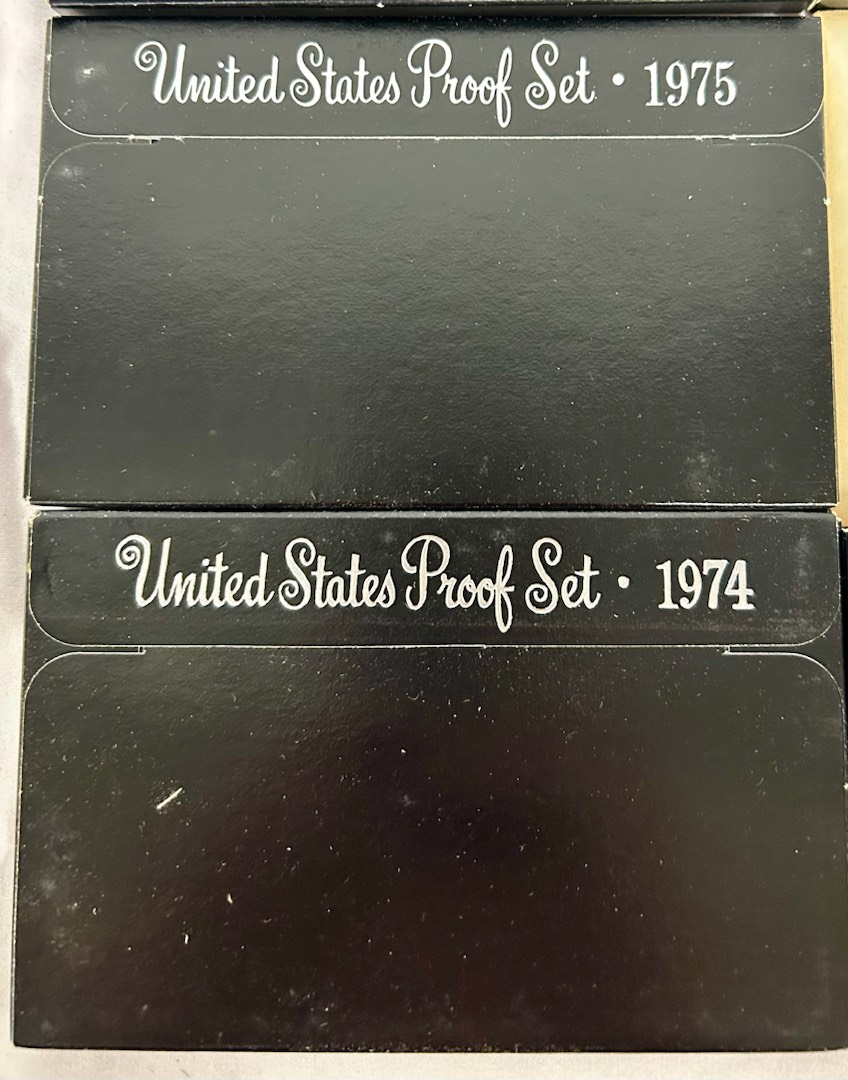 United States Proof Set • 1975
United States Proof Set • 1974